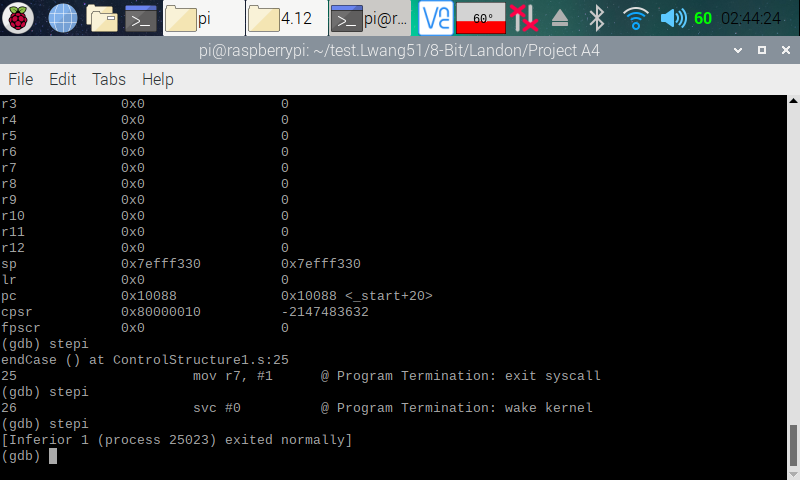 pi
4.12
pi@r...
60°
60
02:44:24
pi@raspberrypi: ~/test.Lwang51/8-Bit/Landon/Project A4
File Edit Tabs Help
r3 0x0 0
r4 0x0 0
r5 0x0 0
r6 0x0 0
r7 0x0 0
r8 0x0 0
r9 0x0 0
r10 0x0 0
r11 0x0 0
r12 0x0 0
sp 0x7efff330 0x7efff330
lr 0x0 0
pc 0x10088 0x10088 <_start+20>
cpsr 0x80000010 -2147483632
fpscr 0x0 0
(gdb) stepi
endCase () at ControlStructure1.s:25
25 mov r7, #1 @ Program Termination: exit syscall
(gdb) stepi
26 svc #0 @ Program Termination: wake kernel
(gdb) stepi
[Inferior 1 (process 25023) exited normally]
(gdb)